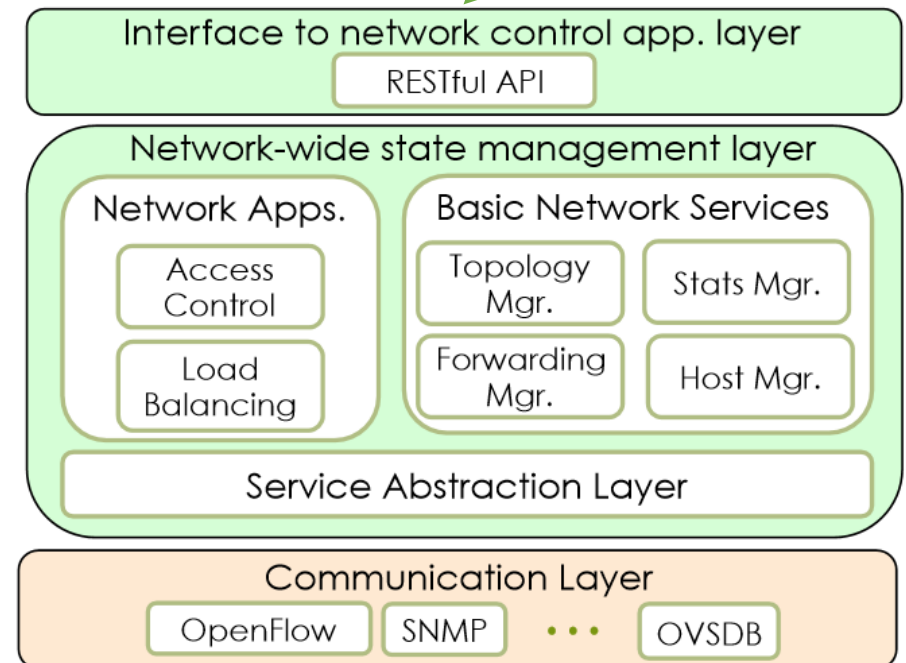 Interface to network control app. layer
RESTful API
Network-wide state management layer
Network Apps.
Access
Control
Load
Balancing
Basic Network Services
Topology
Mgr.
Stats Mgr.
Forwarding
Mgr.
Host Mgr.
Service Abstraction Layer
Communication Layer
OpenFlow
SNMP
• • •
OVSDB